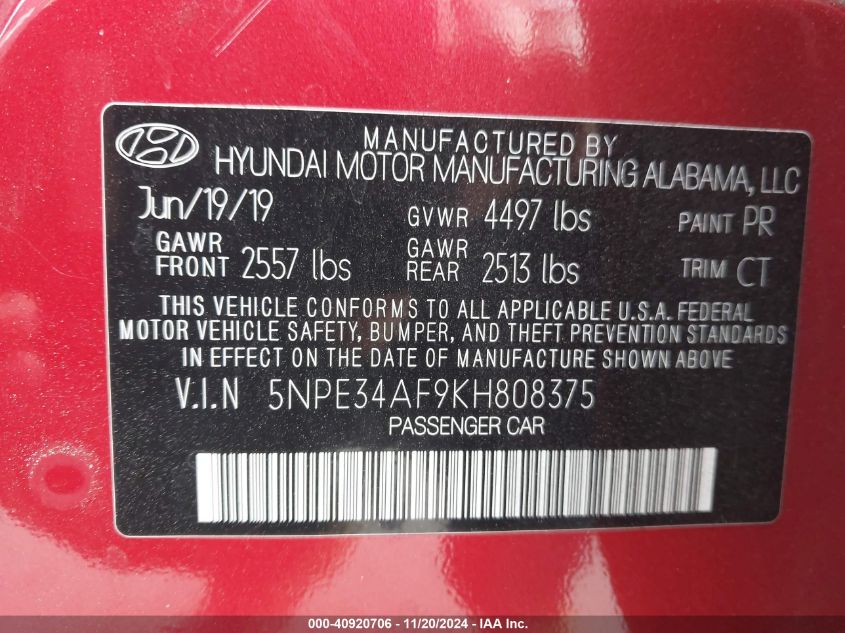 MANUFACTURED BY
HYUNDAI MOTOR MANUFACTURING ALABAMA, LLC
Jun/19/19 GVWR 4497 lbs PAINT PR
GAWR FRONT 2557 lbs GAWR REAR 2513 lbs TRIM CT
THIS VEHICLE CONFORMS TO ALL APPLICABLE U.S.A. FEDERAL
MOTOR VEHICLE SAFETY, BUMPER, AND THEFT PREVENTION STANDARDS
IN EFFECT ON THE DATE OF MANUFACTURE SHOWN ABOVE
V.I.N 5NPE34AF9KH808375
PASSENGER CAR
000-40920706 - 11/20/2024 - IAA Inc.